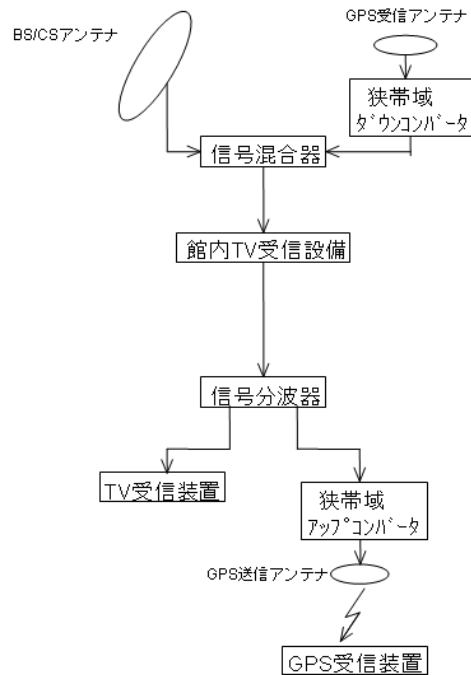 BS/CSアンテナ
GPS受信アンテナ
狭帯域
ﾀﾞｳﾝｺﾝﾊﾞｰﾀ
信号混合器
館内TV受信設備
信号分波器
TV受信装置
狭帯域
ｱｯﾌﾟｺﾝﾊﾞｰﾀ
GPS送信アンテナ
GPS受信装置